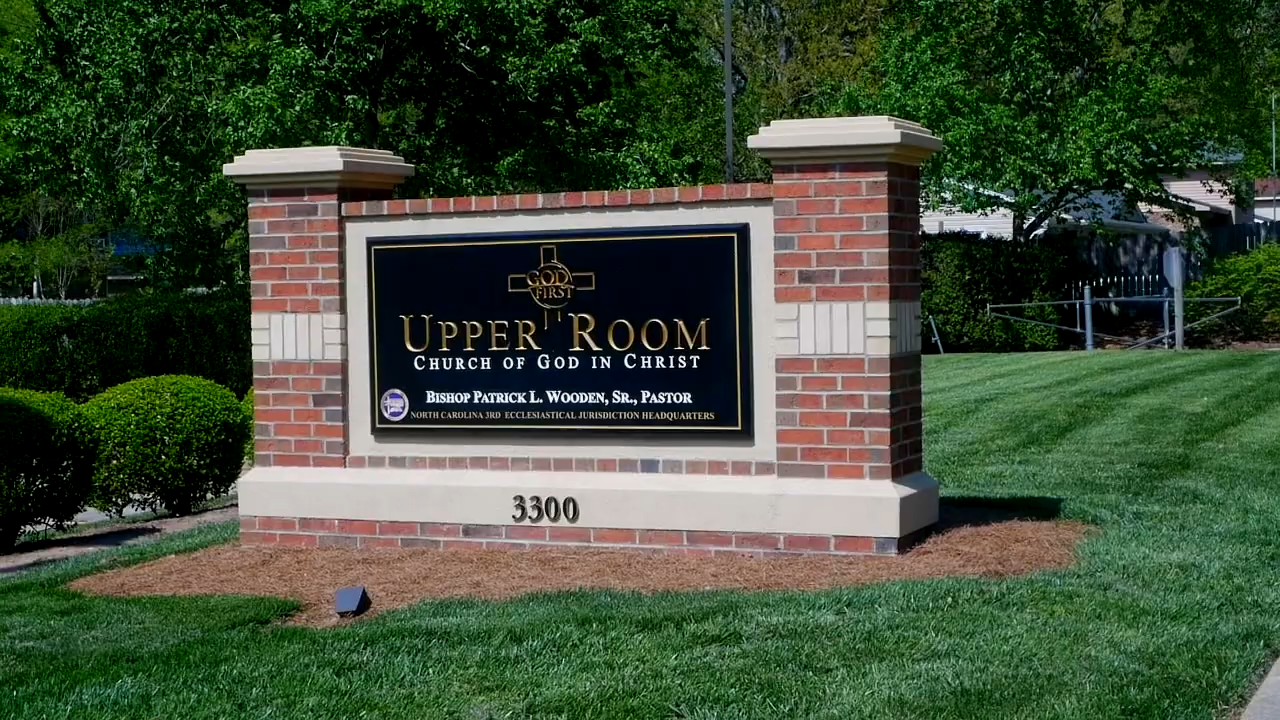 GOD
FIRST
UPPER ROOM
CHURCH OF GOD IN CHRIST
BISHOP PATRICK L. WOODEN, SR., PASTOR
NORTH CAROLINA 3RD ECCLESIASTICAL JURISDICTION HEADQUARTERS
3300